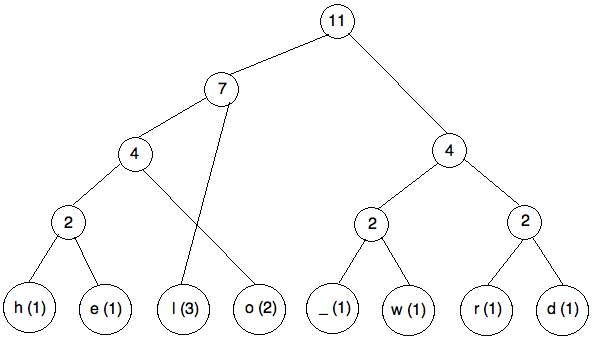 11
7
4
4
2
2
2
h (1)
e (1)
l (3)
o (2)
_ (1)
w (1)
r (1)
d (1)